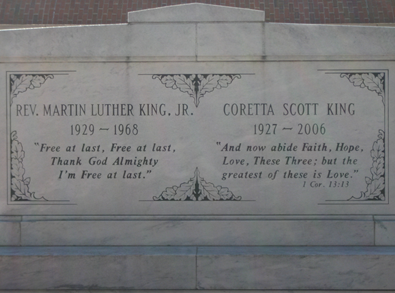 REV. MARTIN LUTHER KING, JR.
1929 – 1968
"Free at last, Free at last,
Thank God Almighty
I'm Free at last."
CORETTA SCOTT KING
1927 – 2006
"And now abide Faith, Hope,
Love, These Three; but the
greatest of these is Love."
1 Cor. 13:13